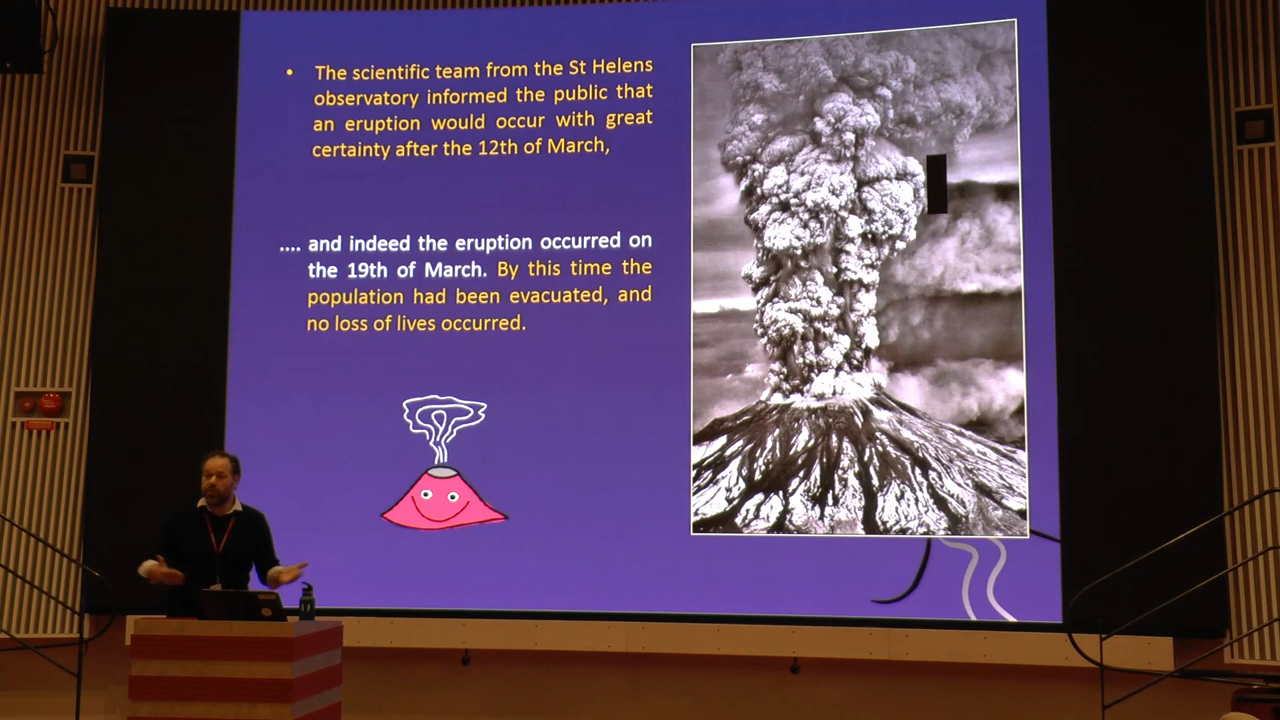 • The scientific team from the St Helens
observatory informed the public that
an eruption would occur with great
certainty after the 12th of March,
.... and indeed the eruption occurred on
the 19th of March. By this time the
population had been evacuated, and
no loss of lives occurred.